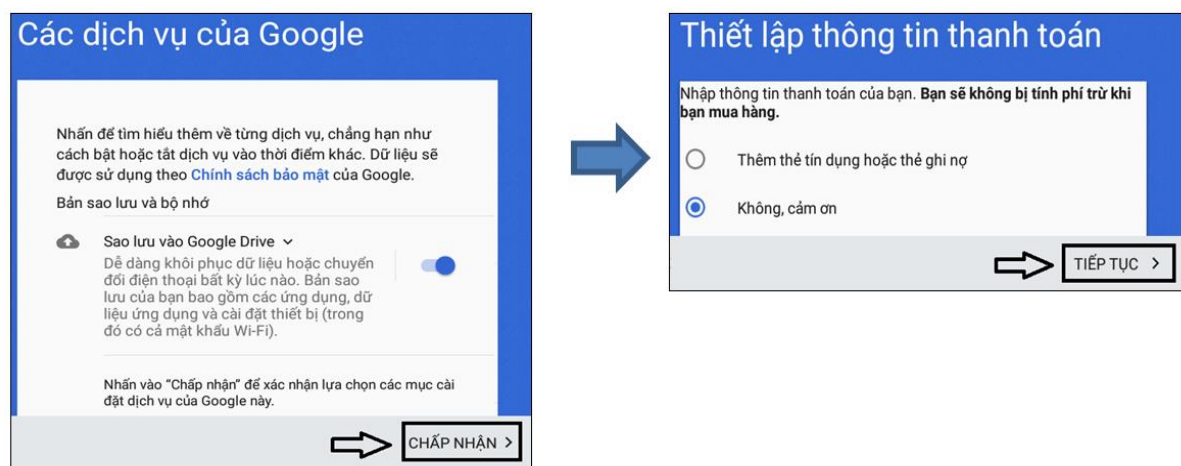 Các dịch vụ của Google
Nhấn để tìm hiểu thêm về từng dịch vụ, chẳng hạn như
cách bật hoặc tắt dịch vụ vào thời điểm khác. Dữ liệu sẽ
được sử dụng theo Chính sách bảo mật của Google.
Bản sao lưu và bộ nhớ
Sao lưu vào Google Drive
Dễ dàng khôi phục dữ liệu hoặc chuyển
đổi điện thoại bất kỳ lúc nào. Bản sao
lưu của bạn bao gồm các ứng dụng, dữ
liệu ứng dụng và cài đặt thiết bị (trong
đó có cả mật khẩu Wi-Fi).
Nhấn vào "Chấp nhận" để xác nhận lựa chọn các mục cài
đặt dịch vụ của Google này.
CHẤP NHẬN >
Thiết lập thông tin thanh toán
Nhập thông tin thanh toán của bạn. Bạn sẽ không bị tính phí trừ khi
bạn mua hàng.
Thêm thẻ tín dụng hoặc thẻ ghi nợ
Không, cảm ơn
TIẾP TỤC >